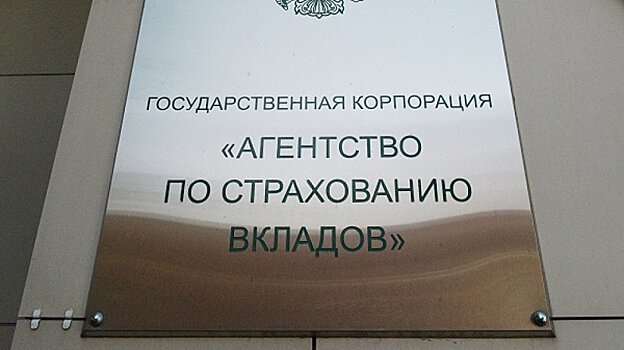 ГОСУДАРСТВЕННАЯ КОРПОРАЦИЯ
«АГЕНТСТВО
ПО СТРАХОВАНИЮ
ВКЛАДОВ»